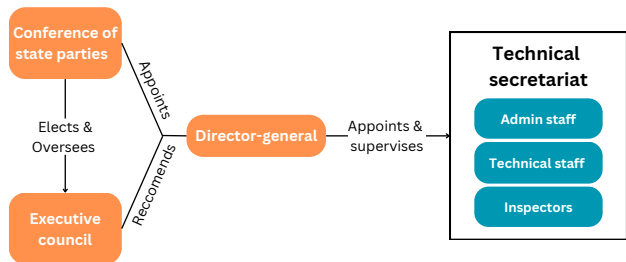 Conference of
state parties
Appoints
Elects &
Oversees
Reccomends
Executive
council
Director-general
Appoints &
supervises
Technical
secretariat
Admin staff
Technical staff
Inspectors